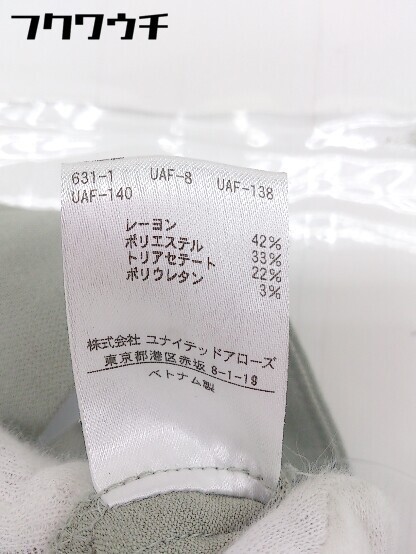 フクワウチ
631-1 UAF-8 UAF-138
UAF-140
レーヨン 42%
ポリエステル 33%
トリアセテート 22%
ポリウレタン 3%
株式会社 ユナイテッドアローズ
東京都港区赤坂 8-1-19
ベトナム製